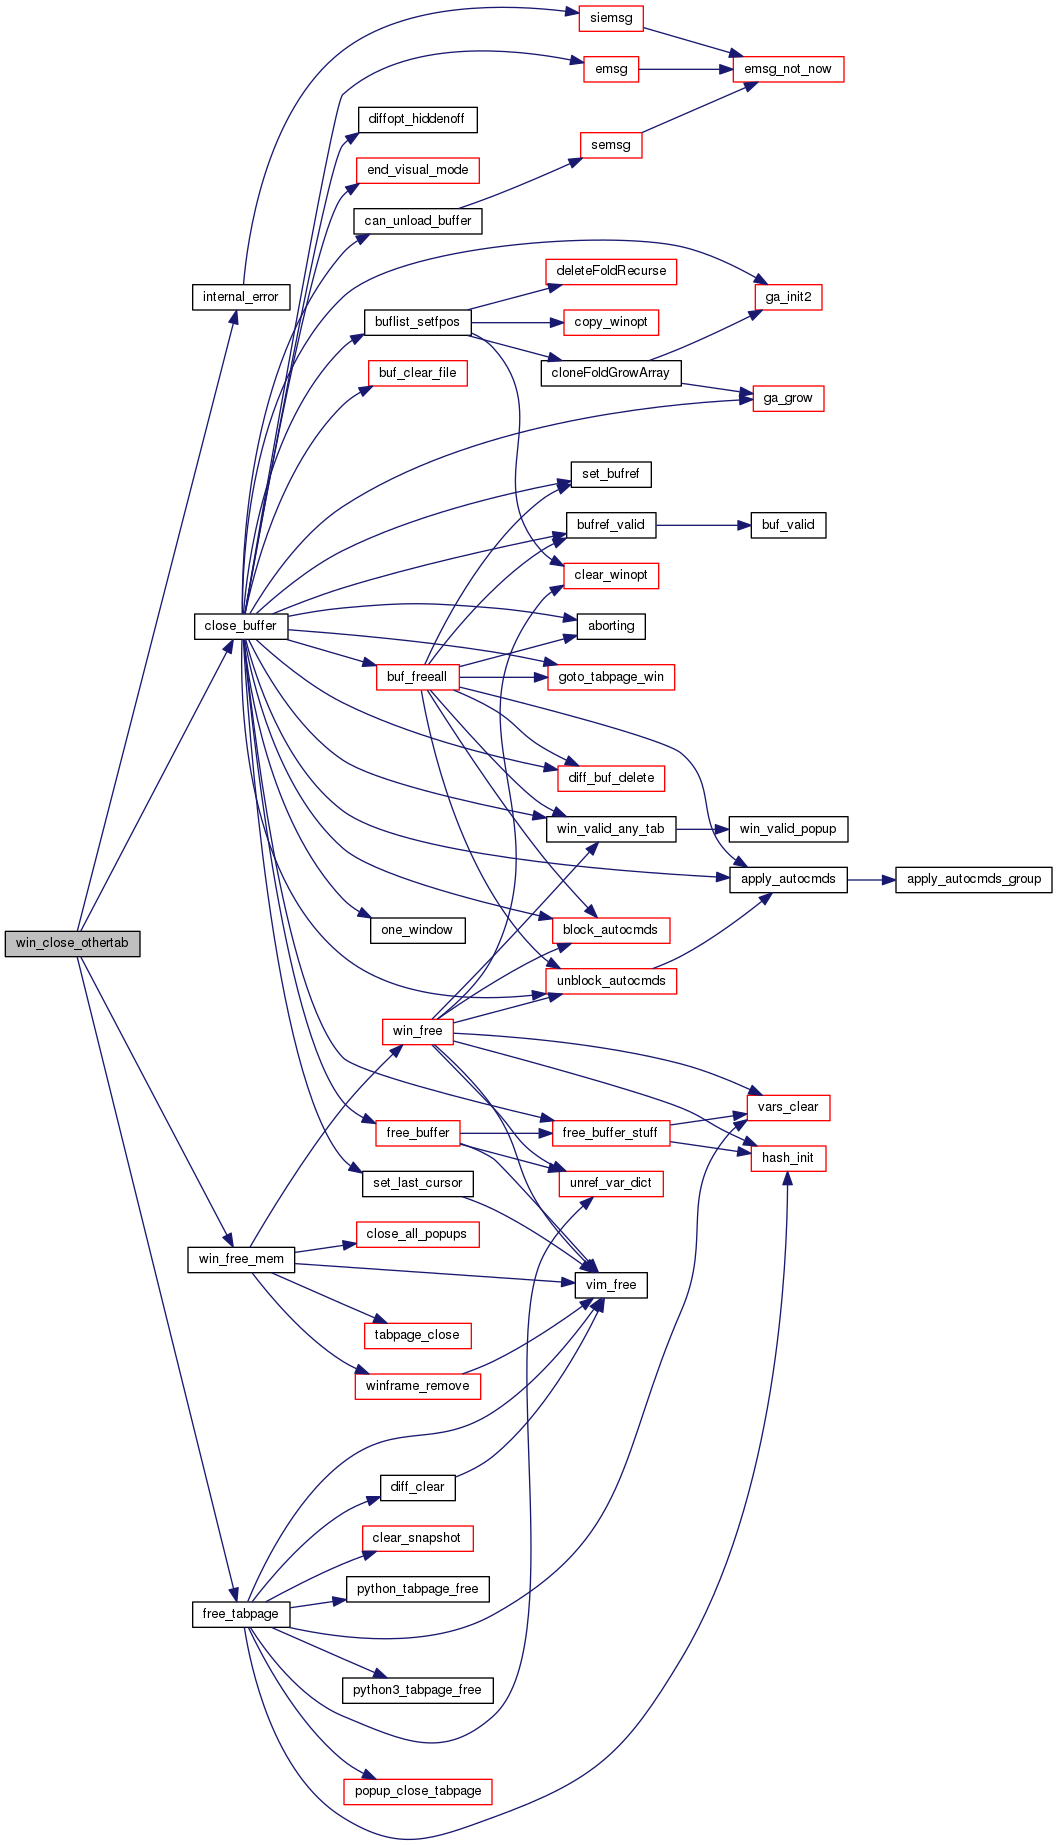 siemsg
emsg
emsg_not_now
diffopt_hiddenoff
semsg
end_visual_mode
can_unload_buffer
deleteFoldRecurse
internal_error
ga_init2
buflist_setfpos
copy_winopt
buf_clear_file
cloneFoldGrowArray
ga_grow
set_bufref
bufref_valid
buf_valid
clear_winopt
close_buffer
aborting
buf_freeall
goto_tabpage_win
diff_buf_delete
win_valid_any_tab
win_valid_popup
apply_autocmds
apply_autocmds_group
one_window
block_autocmds
win_close_othertab
unblock_autocmds
win_free
vars_clear
free_buffer
free_buffer_stuff
hash_init
set_last_cursor
unref_var_dict
close_all_popups
win_free_mem
vim_free
tabpage_close
winframe_remove
diff_clear
clear_snapshot
python_tabpage_free
free_tabpage
python3_tabpage_free
popup_close_tabpage